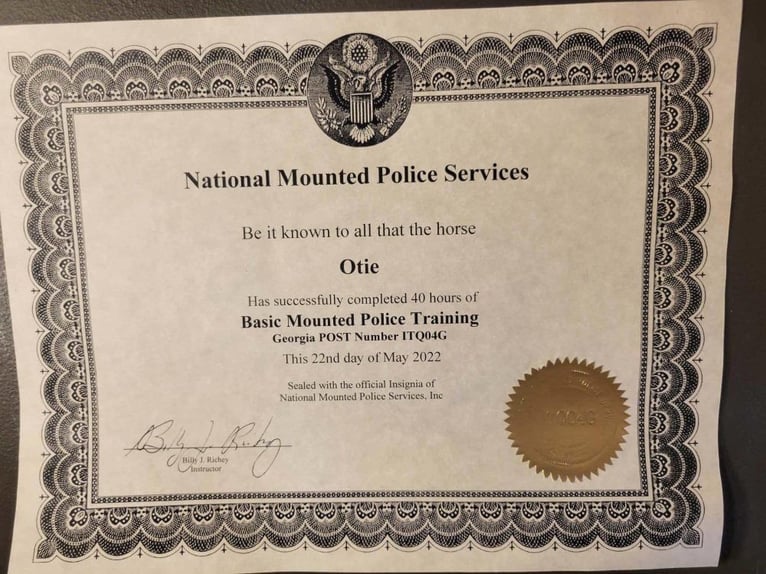 National Mounted Police Services
Be it known to all that the horse
Otie
Has successfully completed 40 hours of
Basic Mounted Police Training
Georgia POST Number ITQ04G
This 22nd day of May 2022
Sealed with the official Insignia of
National Mounted Police Services, Inc
Billy J. Richey
Billy J. Richey
Instructor